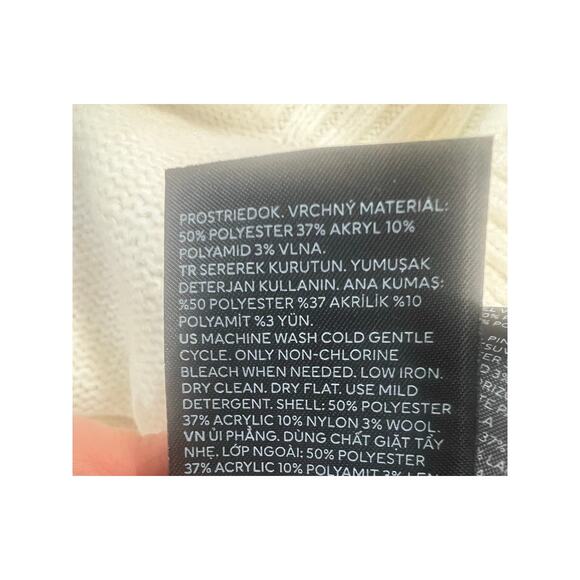 PROSTRIEDOK. VRCHNÝ MATERIÁL:
50% POLYESTER 37% AKRYL 10%
POLYAMID 3% VLNA.
TR SEREREK KURUTUN. YUMUŞAK
DETERJAN KULLANIN. ANA KUMAŞ:
%50 POLYESTER %37 AKRİLİK %10
POLYAMİT %3 YÜN.
US MACHINE WASH COLD GENTLE
CYCLE. ONLY NON-CHLORINE
BLEACH WHEN NEEDED. LOW IRON.
DRY CLEAN. DRY FLAT. USE MILD
DETERGENT. SHELL: 50% POLYESTER
37% ACRYLIC 10% NYLON 3% WOOL.
VN ỦI PHẲNG. DÙNG CHẤT GIẶT TẨY
NHẸ. LỚP NGOÀI: 50% POLYESTER
37% ACRYLIC 10% POLYAMIT 3% LEN